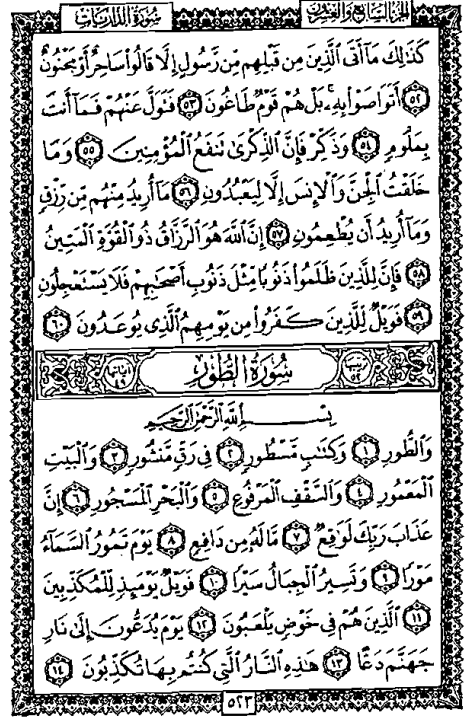 الجزء السابع والعشرون سورة الذاريات
كَذَٰلِكَ مَآ أَتَى ٱلَّذِينَ مِن قَبْلِهِم مِّن رَّسُولٍ إِلَّا قَالُوا۟ سَاحِرٌ أَوْ مَجْنُونٌ
٥٢ أَتَوَاصَوْا۟ بِهِۦ ۚ بَلْ هُمْ قَوْمٌ طَاغُونَ ٥٣ فَتَوَلَّ عَنْهُمْ فَمَآ أَنتَ
بِمَلُومٍ ٥٤ وَذَكِّرْ فَإِنَّ ٱلذِّكْرَىٰ تَنفَعُ ٱلْمُؤْمِنِينَ ٥٥ وَمَا
خَلَقْتُ ٱلْجِنَّ وَٱلْإِنسَ إِلَّا لِيَعْبُدُونِ ٥٦ مَآ أُرِيدُ مِنْهُم مِّن رِّزْقٍ
وَمَآ أُرِيدُ أَن يُطْعِمُونِ ٥٧ إِنَّ ٱللَّهَ هُوَ ٱلرَّزَّاقُ ذُو ٱلْقُوَّةِ ٱلْمَتِينُ
٥٨ فَإِنَّ لِلَّذِينَ ظَلَمُوا۟ ذَنُوبًا مِّثْلَ ذَنُوبِ أَصْحَٰبِهِمْ فَلَا يَسْتَعْجِلُونِ
٥٩ فَوَيْلٌ لِّلَّذِينَ كَفَرُوا۟ مِن يَوْمِهِمُ ٱلَّذِى يُوعَدُونَ ٦٠
ترتيبها ٥٢ سُورَةُ الطُّورِ آياتها ٤٩
بِسْمِ ٱللَّهِ ٱلرَّحْمَٰنِ ٱلرَّحِيمِ
وَٱلطُّورِ ١ وَكِتَٰبٍ مَّسْطُورٍ ٢ فِى رَقٍّ مَّنشُورٍ ٣ وَٱلْبَيْتِ
ٱلْمَعْمُورِ ٤ وَٱلسَّقْفِ ٱلْمَرْفُوعِ ٥ وَٱلْبَحْرِ ٱلْمَسْجُورِ ٦ إِنَّ
عَذَابَ رَبِّكَ لَوَٰقِعٌ ٧ مَّا لَهُۥ مِن دَافِعٍ ٨ يَوْمَ تَمُورُ ٱلسَّمَآءُ
مَوْرًا ٩ وَتَسِيرُ ٱلْجِبَالُ سَيْرًا ١٠ فَوَيْلٌ يَوْمَئِذٍ لِّلْمُكَذِّبِينَ
١١ ٱلَّذِينَ هُمْ فِى خَوْضٍ يَلْعَبُونَ ١٢ يَوْمَ يُدَعُّونَ إِلَىٰ نَارِ
جَهَنَّمَ دَعًّا ١٣ هَٰذِهِ ٱلنَّارُ ٱلَّتِى كُنتُم بِهَا تُكَذِّبُونَ ١٤
٥٢٣